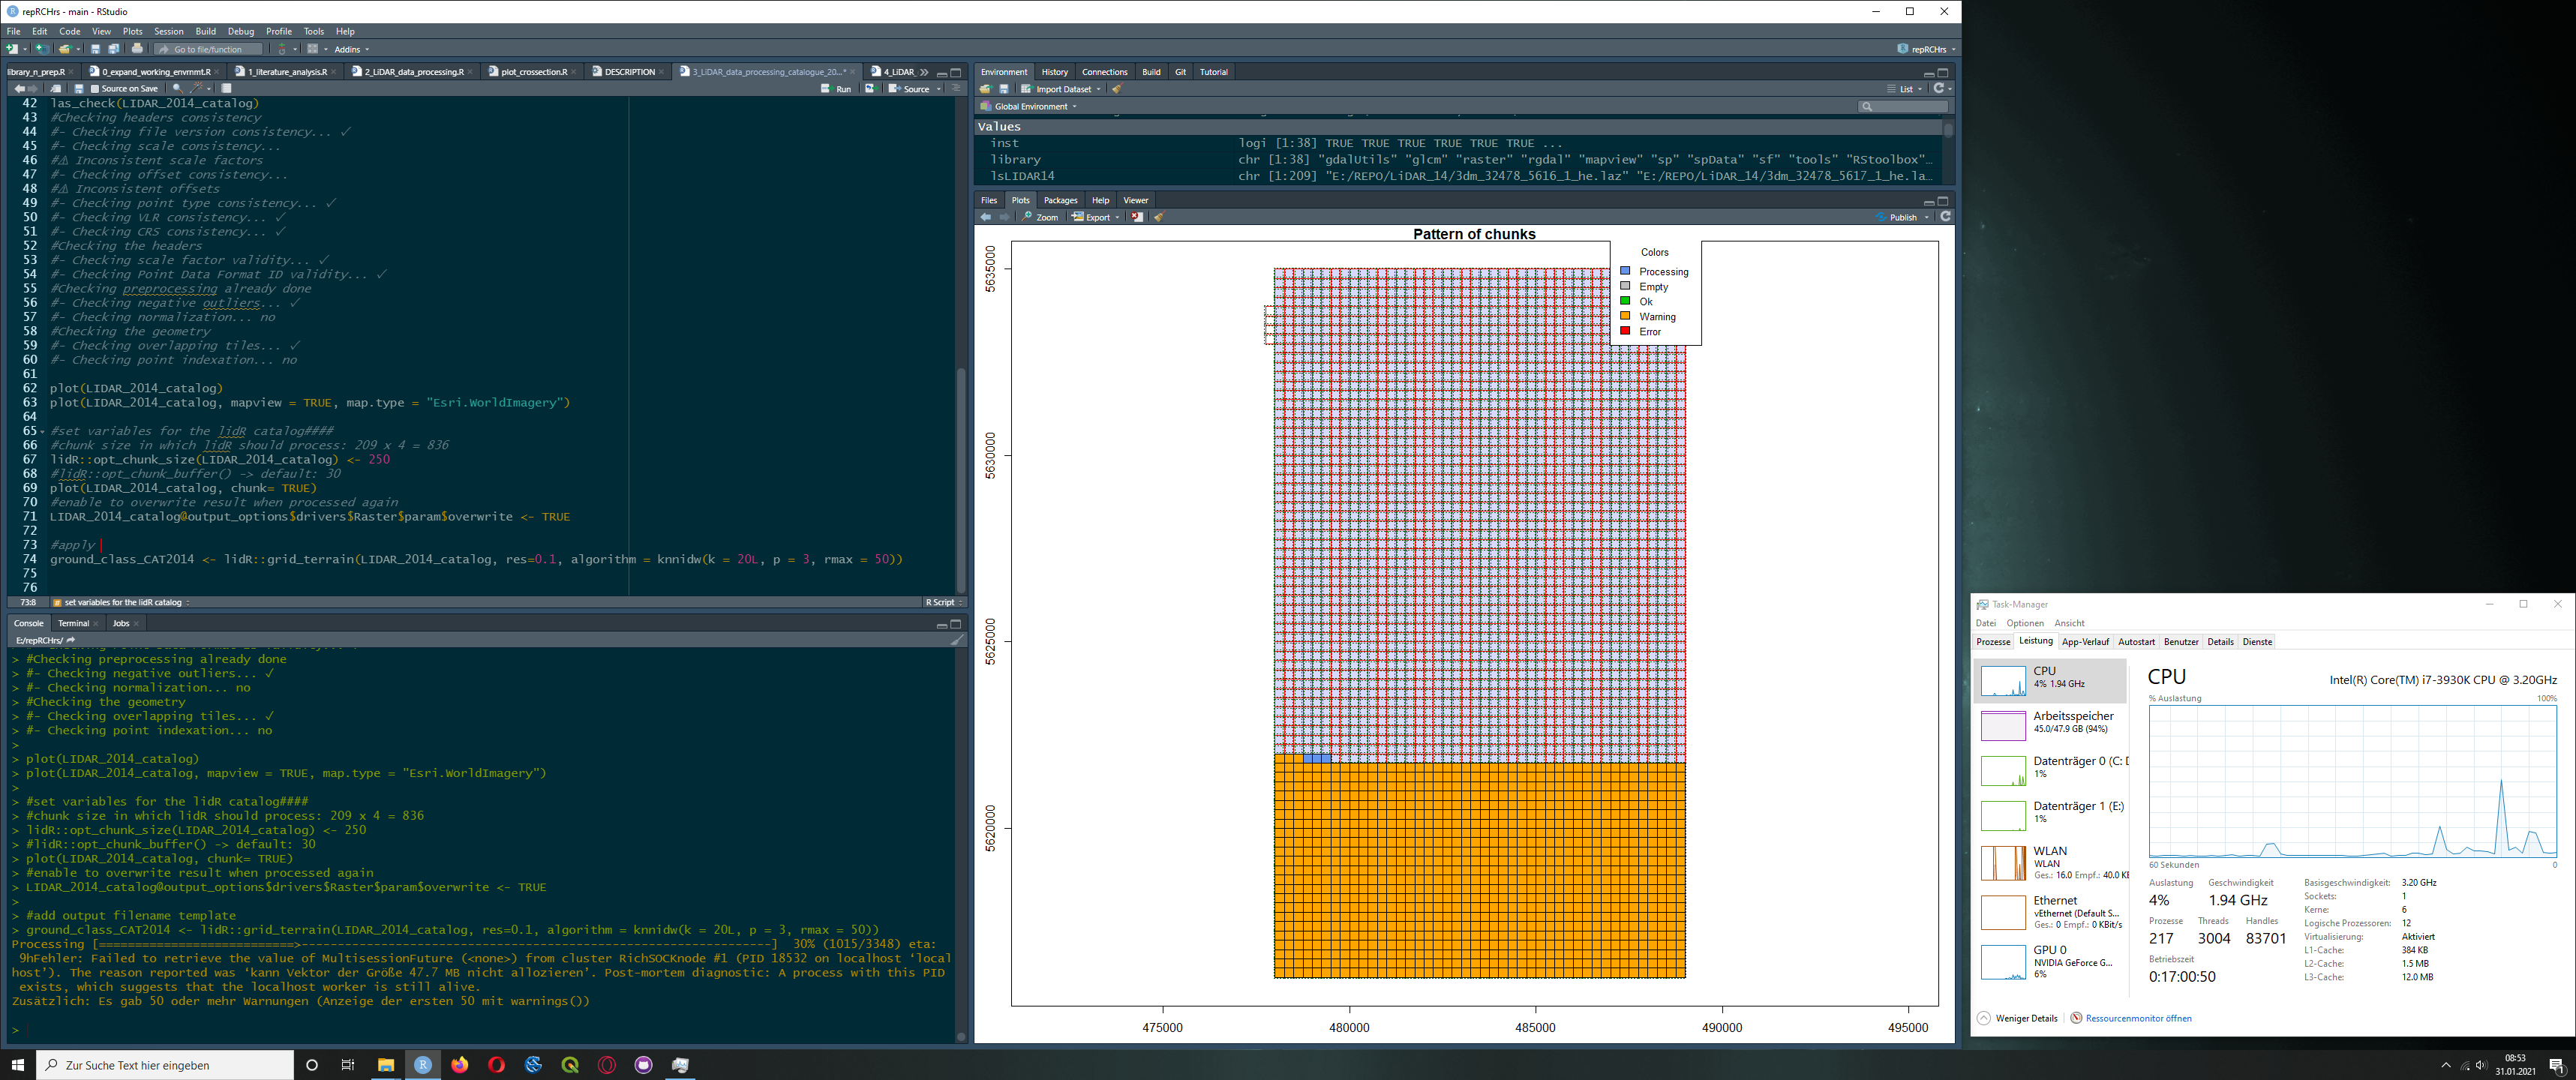 repRCHrs - main - RStudio
File Edit Code View Plots Session Build Debug Profile Tools Help
Go to file/function
Addins
repRCHrs
library_n_prep.R
0_expand_working_envrnmt.R
1_literature_analysis.R
2_LiDAR_data_processing.R
plot_crossection.R
DESCRIPTION
3_LiDAR_data_processing_catalogue_20...*
4_LiDAR_
Source on Save
Run
Source
42 las_check(LIDAR_2014_catalog)
43 #Checking headers consistency
44 #- Checking file version consistency... ✓
45 #- Checking scale consistency...
46 #⚠ Inconsistent scale factors
47 #- Checking offset consistency...
48 #⚠ Inconsistent offsets
49 #- Checking point type consistency... ✓
50 #- Checking VLR consistency... ✓
51 #- Checking CRS consistency... ✓
52 #Checking the headers
53 #- Checking scale factor validity... ✓
54 #- Checking Point Data Format ID validity... ✓
55 #Checking preprocessing already done
56 #- Checking negative outliers... ✓
57 #- Checking normalization... no
58 #Checking the geometry
59 #- Checking overlapping tiles... ✓
60 #- Checking point indexation... no
61
62 plot(LIDAR_2014_catalog)
63 plot(LIDAR_2014_catalog, mapview = TRUE, map.type = "Esri.WorldImagery")
64
65 #set variables for the lidR catalog####
66 #chunk size in which lidR should process: 209 x 4 = 836
67 lidR::opt_chunk_size(LIDAR_2014_catalog) <- 250
68 #lidR::opt_chunk_buffer() -> default: 30
69 plot(LIDAR_2014_catalog, chunk= TRUE)
70 #enable to overwrite result when processed again
71 LIDAR_2014_catalog@output_options$drivers$Raster$param$overwrite <- TRUE
72
73 #apply
74 ground_class_CAT2014 <- lidR::grid_terrain(LIDAR_2014_catalog, res=0.1, algorithm = knnidw(k = 20L, p = 3, rmax = 50))
75
76
73:8 set variables for the lidR catalog R Script
Console Terminal Jobs
E:/repRCHrs/
> #Checking preprocessing already done
> #- Checking negative outliers... ✓
> #- Checking normalization... no
> #Checking the geometry
> #- Checking overlapping tiles... ✓
> #- Checking point indexation... no
>
> plot(LIDAR_2014_catalog)
> plot(LIDAR_2014_catalog, mapview = TRUE, map.type = "Esri.WorldImagery")
>
> #set variables for the lidR catalog####
> #chunk size in which lidR should process: 209 x 4 = 836
> lidR::opt_chunk_size(LIDAR_2014_catalog) <- 250
> #lidR::opt_chunk_buffer() -> default: 30
> plot(LIDAR_2014_catalog, chunk= TRUE)
> #enable to overwrite result when processed again
> LIDAR_2014_catalog@output_options$drivers$Raster$param$overwrite <- TRUE
>
> #add output filename template
> ground_class_CAT2014 <- lidR::grid_terrain(LIDAR_2014_catalog, res=0.1, algorithm = knnidw(k = 20L, p = 3, rmax = 50))
Processing [===========================>-----------------------------------------------------------------] 30% (1015/3348) eta:
9hFehler: Failed to retrieve the value of MultisessionFuture (<none>) from cluster RichSOCKnode #1 (PID 18532 on localhost ‘local
host’). The reason reported was ‘kann Vektor der Größe 47.7 MB nicht allozieren’. Post-mortem diagnostic: A process with this PID
exists, which suggests that the localhost worker is still alive.
Zusätzlich: Es gab 50 oder mehr Warnungen (Anzeige der ersten 50 mit warnings())
>
Environment History Connections Build Git Tutorial
Import Dataset
List
Global Environment
Values
inst logi [1:38] TRUE TRUE TRUE TRUE TRUE TRUE ...
library chr [1:38] "gdalUtils" "glcm" "raster" "rgdal" "mapview" "sp" "spData" "sf" "tools" "RStoolbox"...
lsLIDAR14 chr [1:209] "E:/REPO/LiDAR_14/3dm_32478_5616_1_he.laz" "E:/REPO/LiDAR_14/3dm_32478_5617_1_he.la...
Files Plots Packages Help Viewer
Zoom Export Publish
Pattern of chunks
Colors
Processing
Empty
Ok
Warning
Error
5635000
5630000
5625000
5620000
475000 480000 485000 490000 495000
Task-Manager
Datei Optionen Ansicht
Prozesse Leistung App-Verlauf Autostart Benutzer Details Dienste
CPU
4% 1.94 GHz
Arbeitsspeicher
45.0/47.9 GB (94%)
Datenträger 0 (C: D
1%
Datenträger 1 (E:)
1%
WLAN
WLAN
Ges.: 16.0 Empf.: 40.0 KE
Ethernet
vEthernet (Default S...
Ges.: 0 Empf.: 0 KBit/s
GPU 0
NVIDIA GeForce G...
6%
CPU Intel(R) Core(TM) i7-3930K CPU @ 3.20GHz
% Auslastung 100%
60 Sekunden 0
Auslastung Geschwindigkeit
4% 1.94 GHz
Prozesse Threads Handles
217 3004 83701
Betriebszeit
0:17:00:50
Basisgeschwindigkeit: 3.20 GHz
Sockets: 1
Kerne: 6
Logische Prozessoren: 12
Virtualisierung: Aktiviert
L1-Cache: 384 KB
L2-Cache: 1.5 MB
L3-Cache: 12.0 MB
Weniger Details Ressourcenmonitor öffnen
Zur Suche Text hier eingeben
08:53
31.01.2021